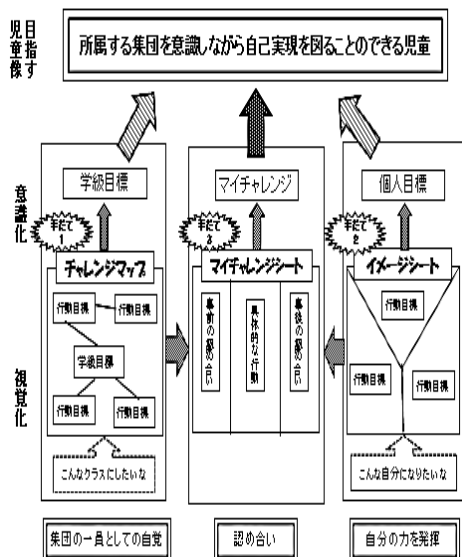 目指す児童像
所属する集団を意識しながら自己実現を図ることのできる児童
意識化
学級目標
マイチャレンジ
個人目標
手だて1
手だて3
手だて2
チャレンジマップ
マイチャレンジシート
イメージシート
視覚化
行動目標
行動目標
学級目標
行動目標
行動目標
事前の認め合い
具体的な行動
事後の認め合い
行動目標
行動目標
行動目標
こんなクラスにしたいな
こんな自分になりたいな
集団の一員としての自覚
認め合い
自分の力を発揮